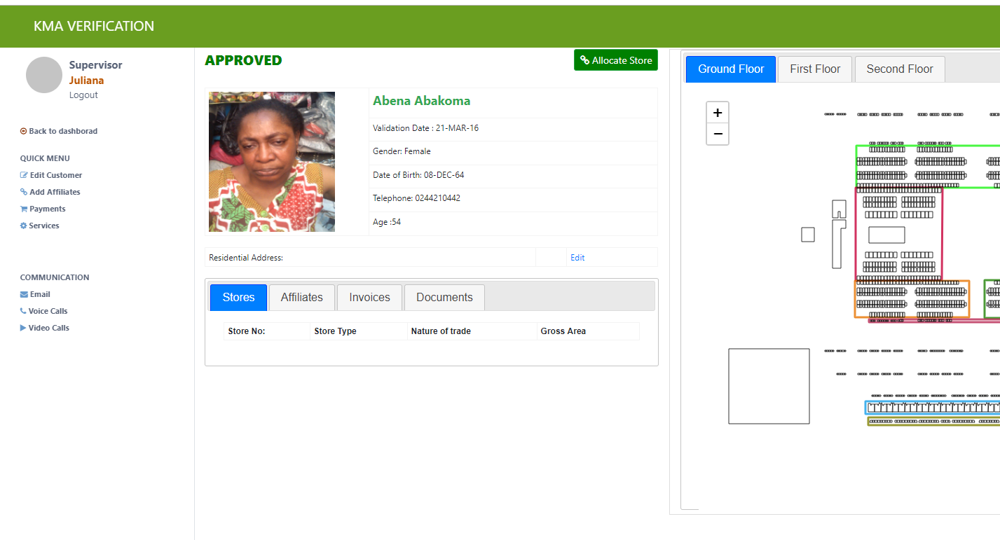 KMA VERIFICATION
Supervisor
Juliana
Logout
Back to dashborad
QUICK MENU
Edit Customer
Add Affiliates
Payments
Services
COMMUNICATION
Email
Voice Calls
Video Calls
APPROVED
Allocate Store
Abena Abakoma
Validation Date : 21-MAR-16
Gender: Female
Date of Birth: 08-DEC-64
Telephone: 0244210442
Age :54
Residential Address: Edit
Stores Affiliates Invoices Documents
Store No: Store Type Nature of trade Gross Area
Ground Floor First Floor Second Floor
+
−